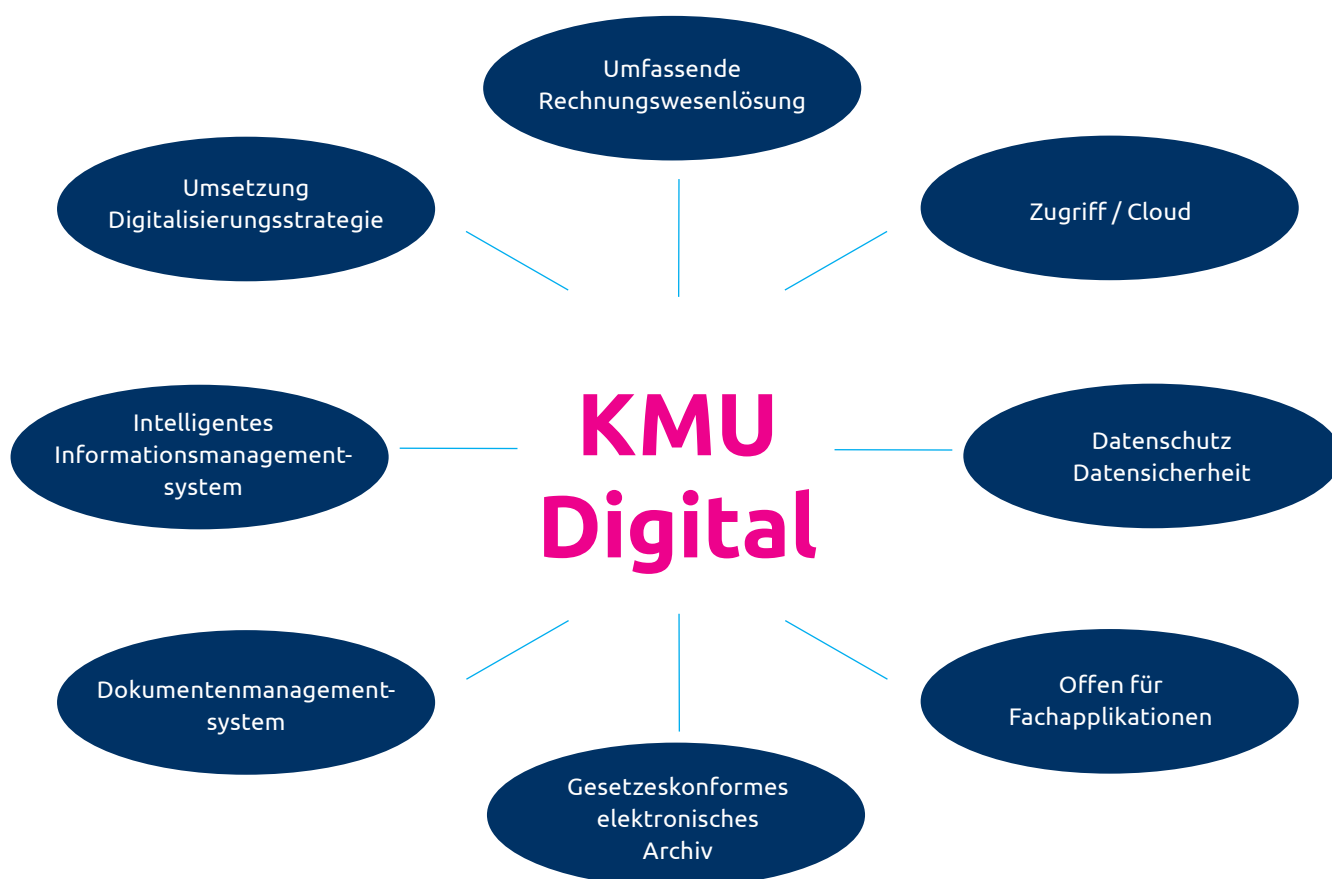 Umfassende
Rechnungswesenlösung
Umsetzung
Digitalisierungsstrategie
Zugriff / Cloud
KMU
Digital
Intelligentes
Informationsmanagement-
system
Datenschutz
Datensicherheit
Dokumentenmanagement-
system
Offen für
Fachapplikationen
Gesetzeskonformes
elektronisches
Archiv